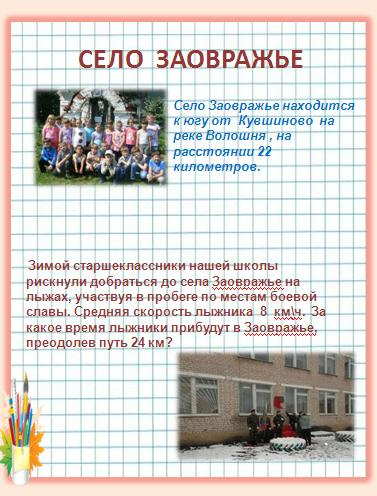 СЕЛО ЗАОВРАЖЬЕ
Село Заовражье находится
к югу от Кувшиново на
реке Волошня , на
расстоянии 22
километров.
Зимой старшеклассники нашей школы
рискнули добраться до села Заовражье на
лыжах, участвуя в пробеге по местам боевой
славы. Средняя скорость лыжника 8 км\ч. За
какое время лыжники прибудут в Заовражье,
преодолев путь 24 км?